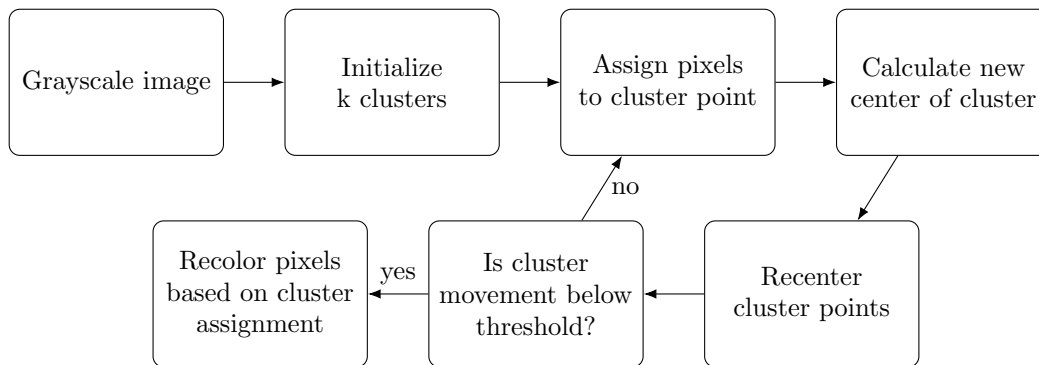 Grayscale image
Initialize
k clusters
Assign pixels
to cluster point
Calculate new
center of cluster
no
Recolor pixels
based on cluster
assignment
yes
Is cluster
movement below
threshold?
Recenter
cluster points